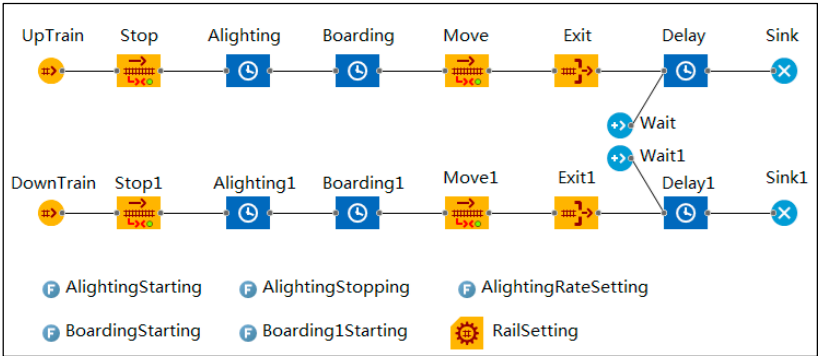 UpTrain Stop Alighting Boarding Move Exit Delay Sink
Wait
Wait1
DownTrain Stop1 Alighting1 Boarding1 Move1 Exit1 Delay1 Sink1
F AlightingStarting F AlightingStopping F AlightingRateSetting
F BoardingStarting F Boarding1Starting RailSetting